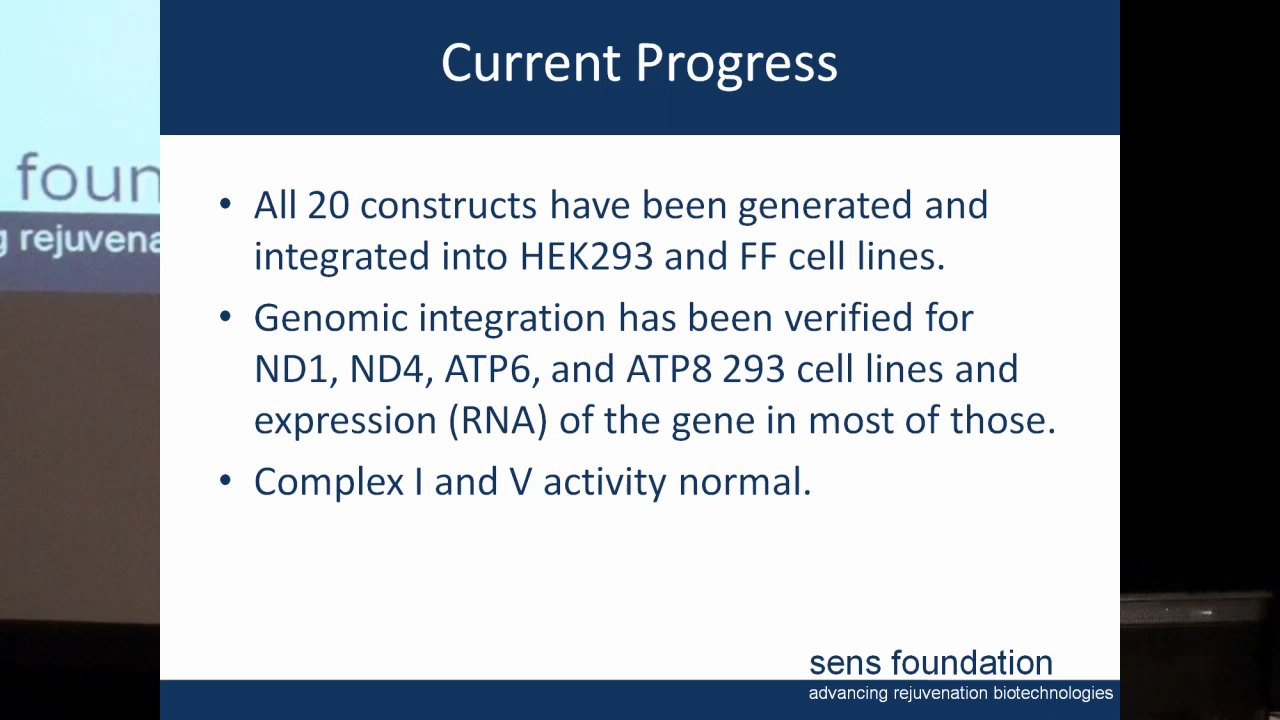 Current Progress
• All 20 constructs have been generated and
integrated into HEK293 and FF cell lines.
• Genomic integration has been verified for
ND1, ND4, ATP6, and ATP8 293 cell lines and
expression (RNA) of the gene in most of those.
• Complex I and V activity normal.
sens foundation
advancing rejuvenation biotechnologies
foun
g rejuvena